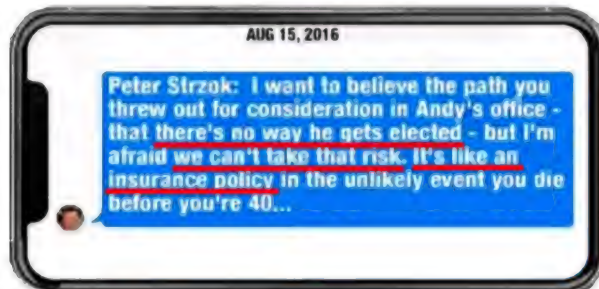 AUG 15, 2016
Peter Strzok: I want to believe the path you
threw out for consideration in Andy's office -
that there's no way he gets elected - but I'm
afraid we can't take that risk. It's like an
insurance policy in the unlikely event you die
before you're 40...